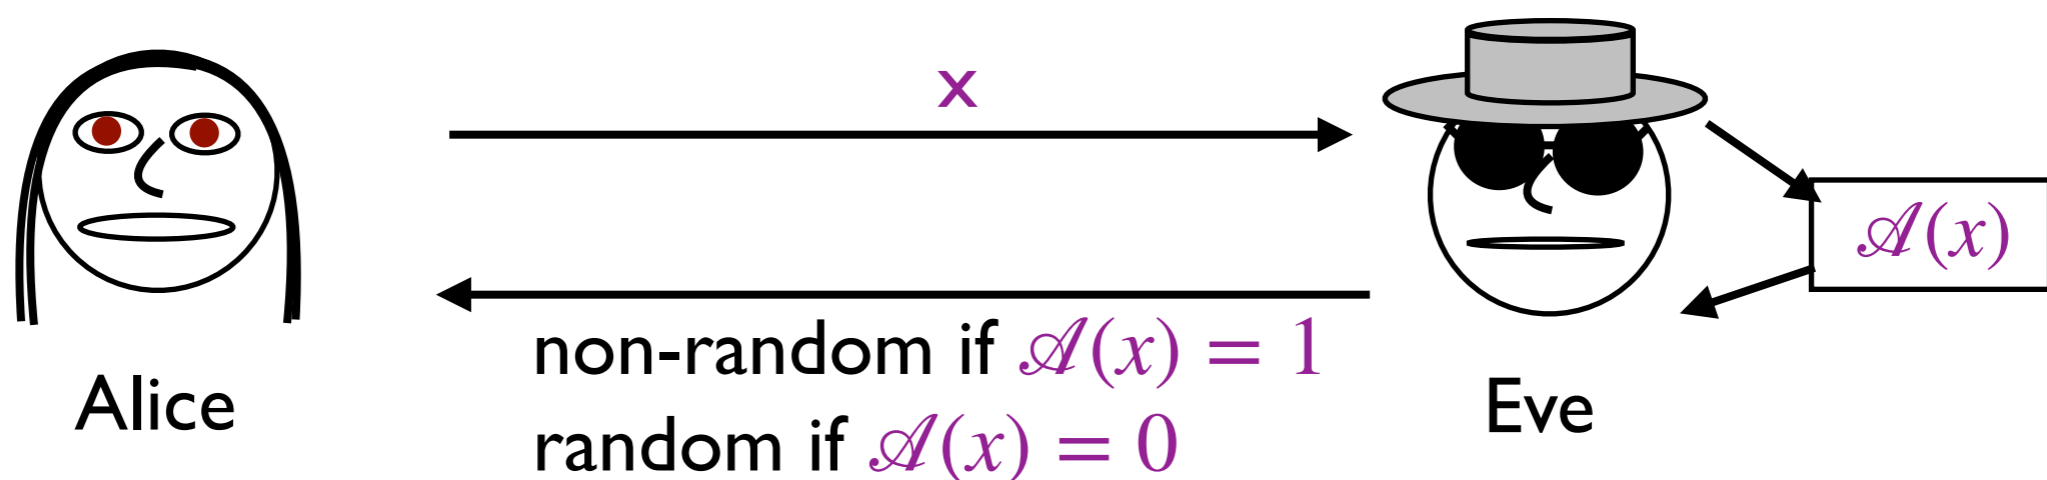 x
𝒜(x)
non-random if 𝒜(x) = 1
random if 𝒜(x) = 0
Alice
Eve